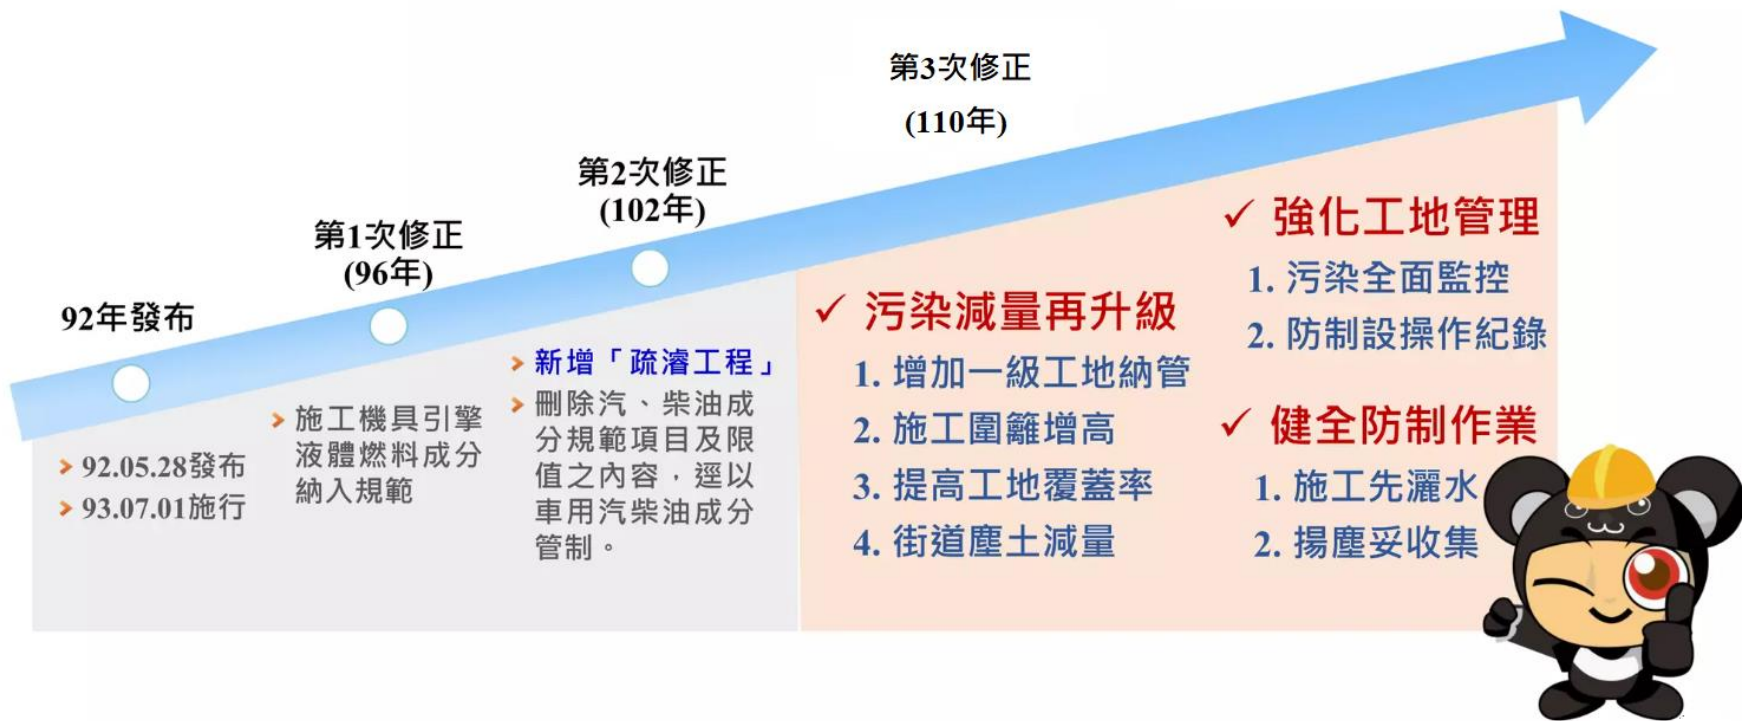 92年發布
92.05.28發布
93.07.01施行
第1次修正
(96年)
施工機具引擎
液體燃料成分
納入規範
第2次修正
(102年)
新增「疏濬工程」
刪除汽、柴油成
分規範項目及限
值之內容，逕以
車用汽柴油成分
管制。
第3次修正
(110年)
✓ 污染減量再升級
1. 增加一級工地納管
2. 施工圍籬增高
3. 提高工地覆蓋率
4. 街道塵土減量
✓ 強化工地管理
1. 污染全面監控
2. 防制設操作紀錄
✓ 健全防制作業
1. 施工先灑水
2. 揚塵妥收集